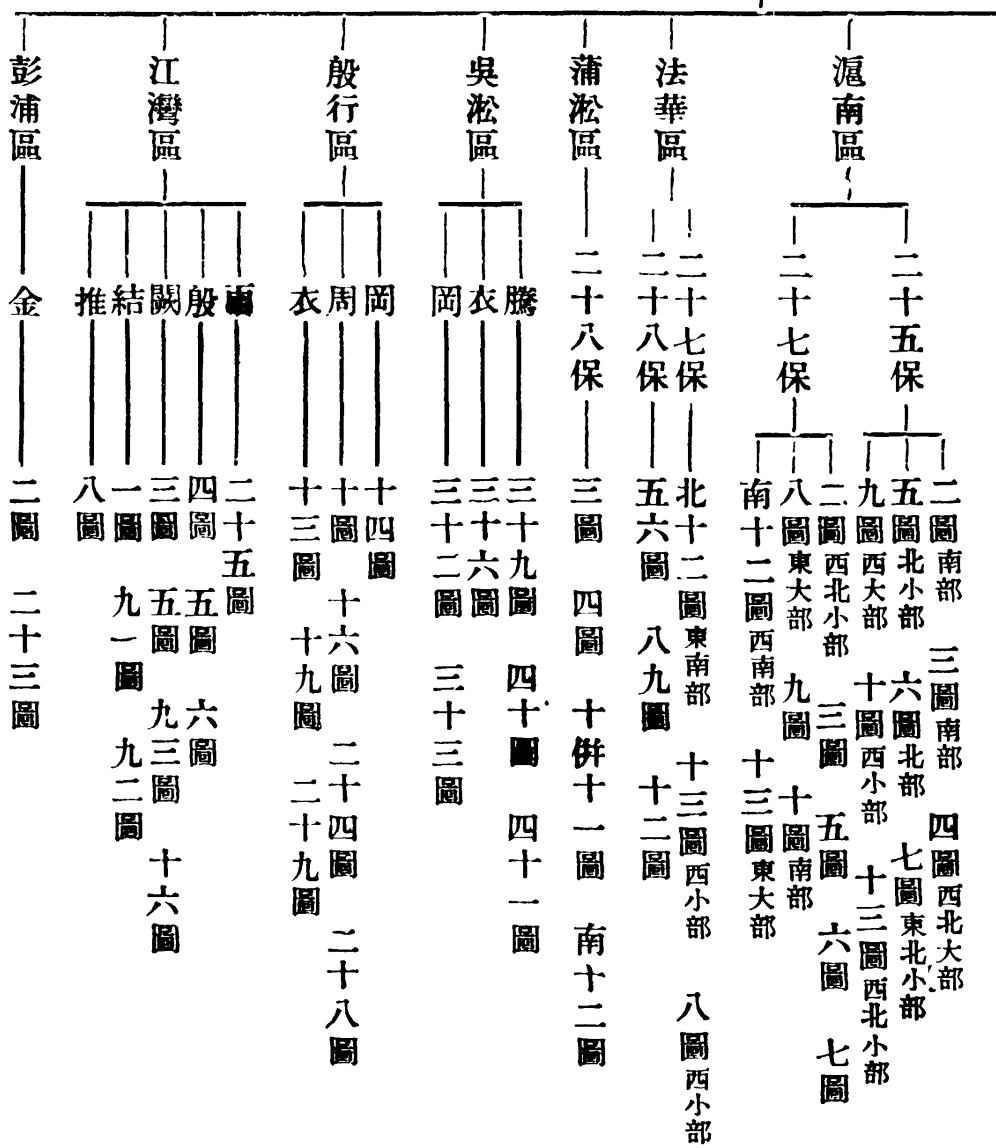 滬南區
二十五保
二圖南部 三圖南部 四圖西北大部
五圖北小部 六圖北部 七圖東北小部
九圖西大部 十圖西小部 十三圖西北小部
二十七保
二圖西北小部 三圖 五圖 六圖 七圖
八圖東大部 九圖 十圖南部
南十二圖西南部 十三圖東大部
法華區
二十七保
北十二圖東南部 十三圖西小部 八圖西小部
二十八保
五六圖 八九圖 十二圖
蒲淞區
二十八保
三圖 四圖 十併十一圖 南十二圖
吳淞區
騰
三十九圖 四十圖 四十一圖
衣
三十六圖
岡
三十二圖 三十三圖
殷行區
岡
十四圖
周
十圖 十六圖 二十四圖 二十八圖
衣
十三圖 十九圖 二十九圖
江灣區
二十五圖
殷
四圖 五圖 六圖
闕
三圖 五圖 九三圖 十六圖
結
一圖 九一圖 九二圖
推
八圖
彭浦區
金
二圖 二十三圖